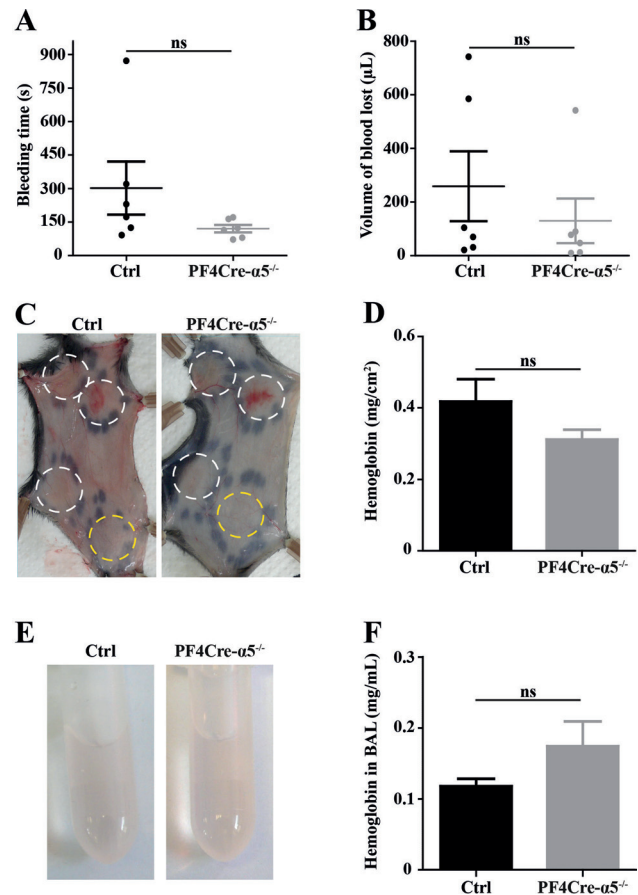 A
ns
Bleeding time (s)
900
750
600
450
300
150
0
Ctrl
PF4Cre-α5⁻/⁻
B
ns
Volume of blood lost (µL)
800
600
400
200
0
Ctrl
PF4Cre-α5⁻/⁻
C
Ctrl
PF4Cre-α5⁻/⁻
D
ns
Hemoglobin (mg/cm²)
0.6
0.4
0.2
0
Ctrl
PF4Cre-α5⁻/⁻
E
Ctrl
PF4Cre-α5⁻/⁻
F
ns
Hemoglobin in BAL (mg/mL)
0.3
0.2
0.1
0
Ctrl
PF4Cre-α5⁻/⁻